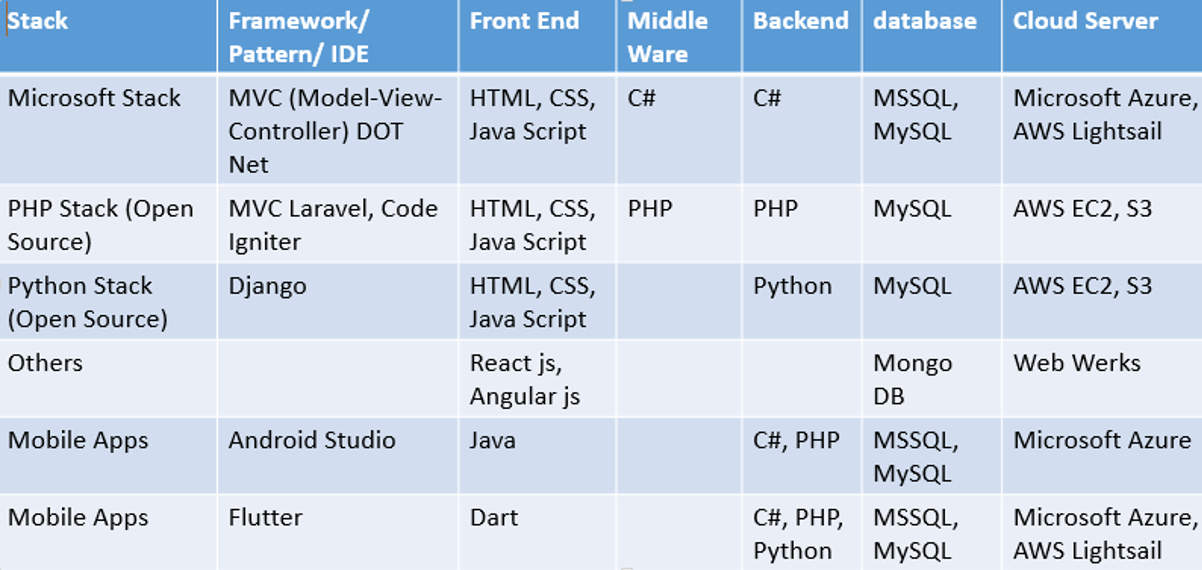 Stack
Framework/
Pattern/ IDE
Front End
Middle
Ware
Backend
database
Cloud Server
Microsoft Stack
MVC (Model-View-
Controller) DOT
Net
HTML, CSS,
Java Script
C#
C#
MSSQL,
MySQL
Microsoft Azure,
AWS Lightsail
PHP Stack (Open
Source)
MVC Laravel, Code
Igniter
HTML, CSS,
Java Script
PHP
PHP
MySQL
AWS EC2, S3
Python Stack
(Open Source)
Django
HTML, CSS,
Java Script
Python
MySQL
AWS EC2, S3
Others
React js,
Angular js
Mongo
DB
Web Werks
Mobile Apps
Android Studio
Java
C#, PHP
MSSQL,
MySQL
Microsoft Azure
Mobile Apps
Flutter
Dart
C#, PHP,
Python
MSSQL,
MySQL
Microsoft Azure,
AWS Lightsail